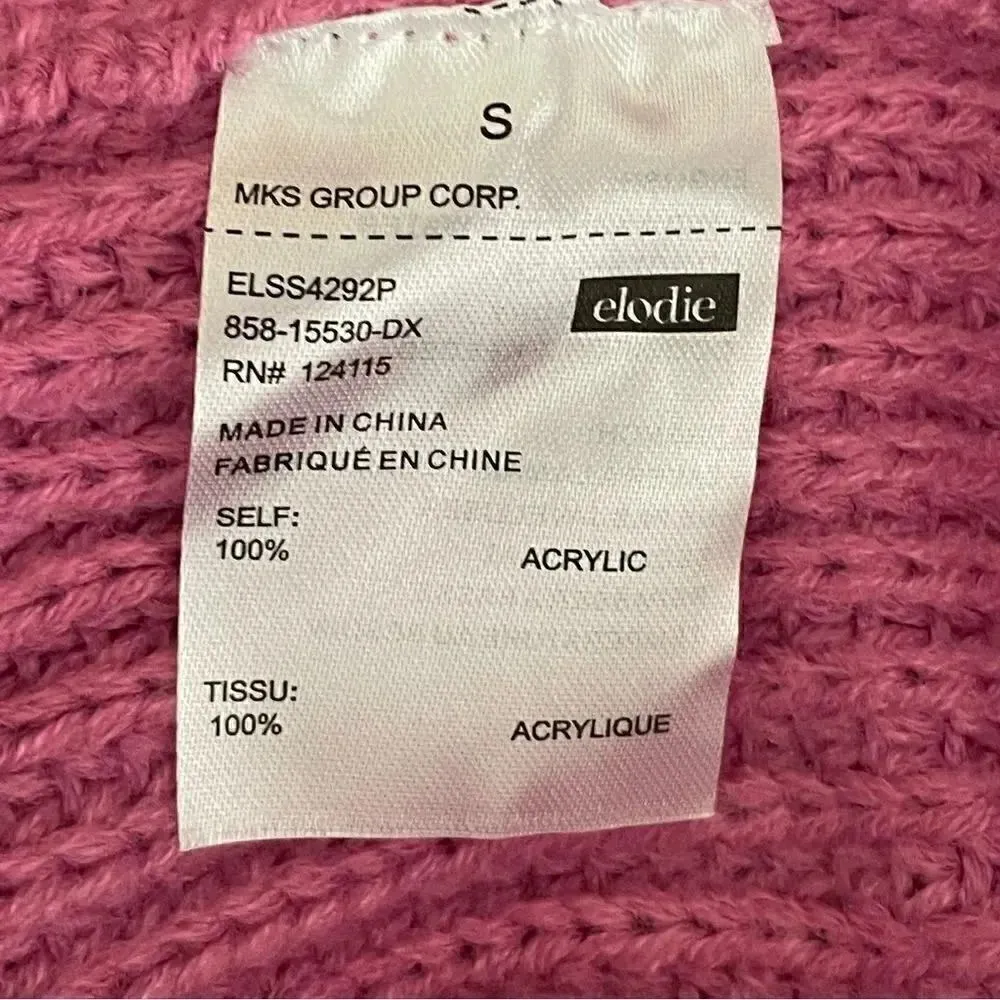 S
MKS GROUP CORP.
ELSS4292P
elodie
858-15530-DX
RN# 124115
MADE IN CHINA
FABRIQUÉ EN CHINE
SELF:
100% ACRYLIC
TISSU:
100% ACRYLIQUE